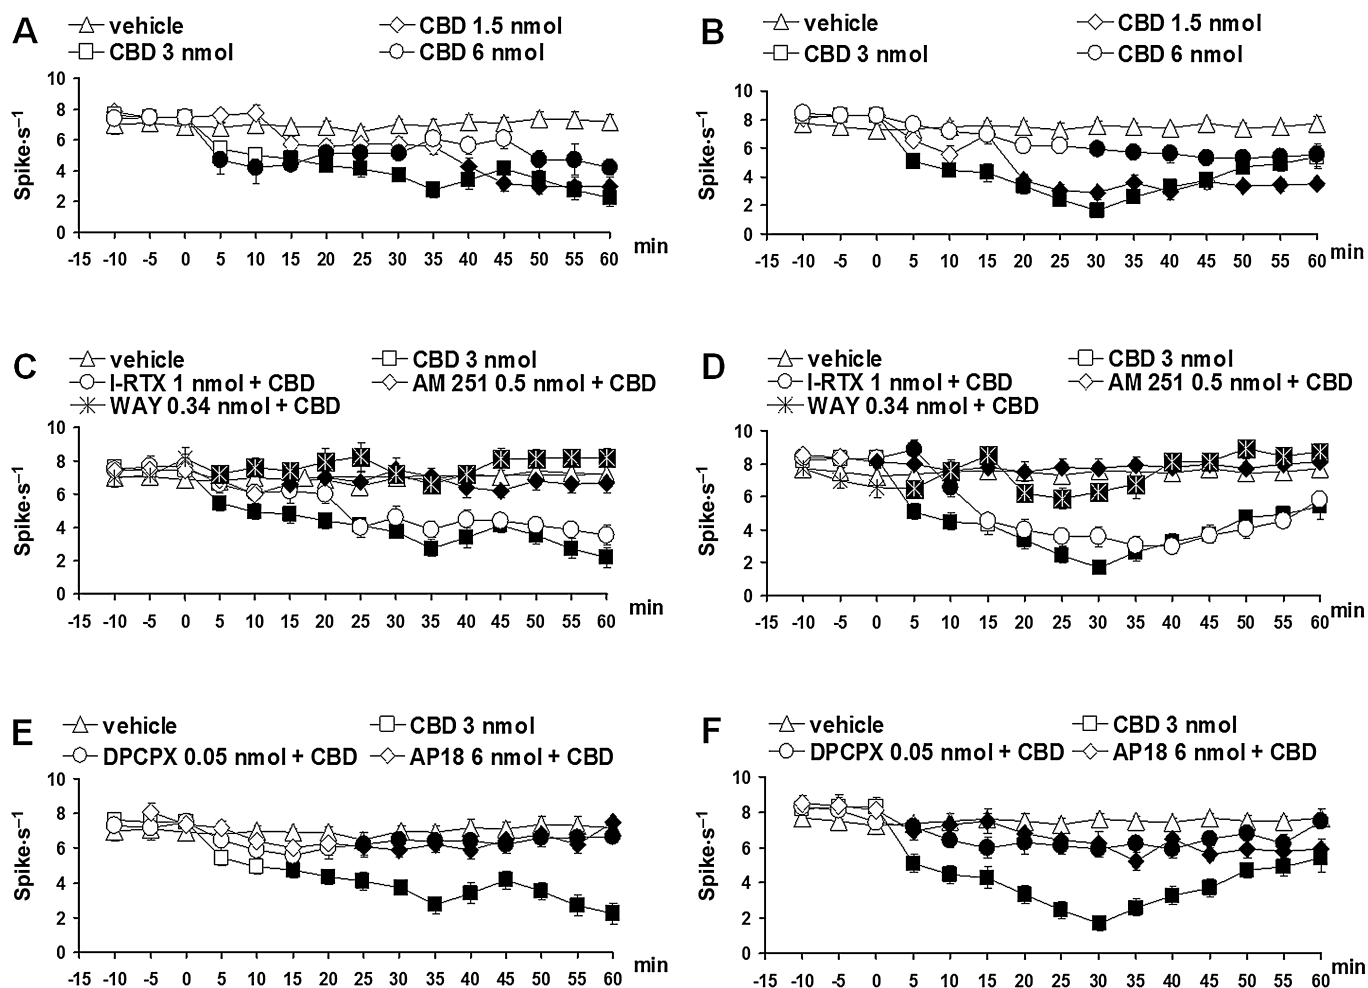 A
vehicle CBD 1.5 nmol
CBD 3 nmol CBD 6 nmol
10
8
6
4
2
0
Spike·s⁻¹
-15 -10 -5 0 5 10 15 20 25 30 35 40 45 50 55 60 min
B
vehicle CBD 1.5 nmol
CBD 3 nmol CBD 6 nmol
10
8
6
4
2
0
Spike·s⁻¹
-15 -10 -5 0 5 10 15 20 25 30 35 40 45 50 55 60 min
C
vehicle CBD 3 nmol
I-RTX 1 nmol + CBD AM 251 0.5 nmol + CBD
WAY 0.34 nmol + CBD
10
8
6
4
2
0
Spike·s⁻¹
-15 -10 -5 0 5 10 15 20 25 30 35 40 45 50 55 60 min
D
vehicle CBD 3 nmol
I-RTX 1 nmol + CBD AM 251 0.5 nmol + CBD
WAY 0.34 nmol + CBD
10
8
6
4
2
0
Spike·s⁻¹
-15 -10 -5 0 5 10 15 20 25 30 35 40 45 50 55 60 min
E
vehicle CBD 3 nmol
DPCPX 0.05 nmol + CBD AP18 6 nmol + CBD
10
8
6
4
2
0
Spike·s⁻¹
-15 -10 -5 0 5 10 15 20 25 30 35 40 45 50 55 60 min
F
vehicle CBD 3 nmol
DPCPX 0.05 nmol + CBD AP18 6 nmol + CBD
10
8
6
4
2
0
Spike·s⁻¹
-15 -10 -5 0 5 10 15 20 25 30 35 40 45 50 55 60 min